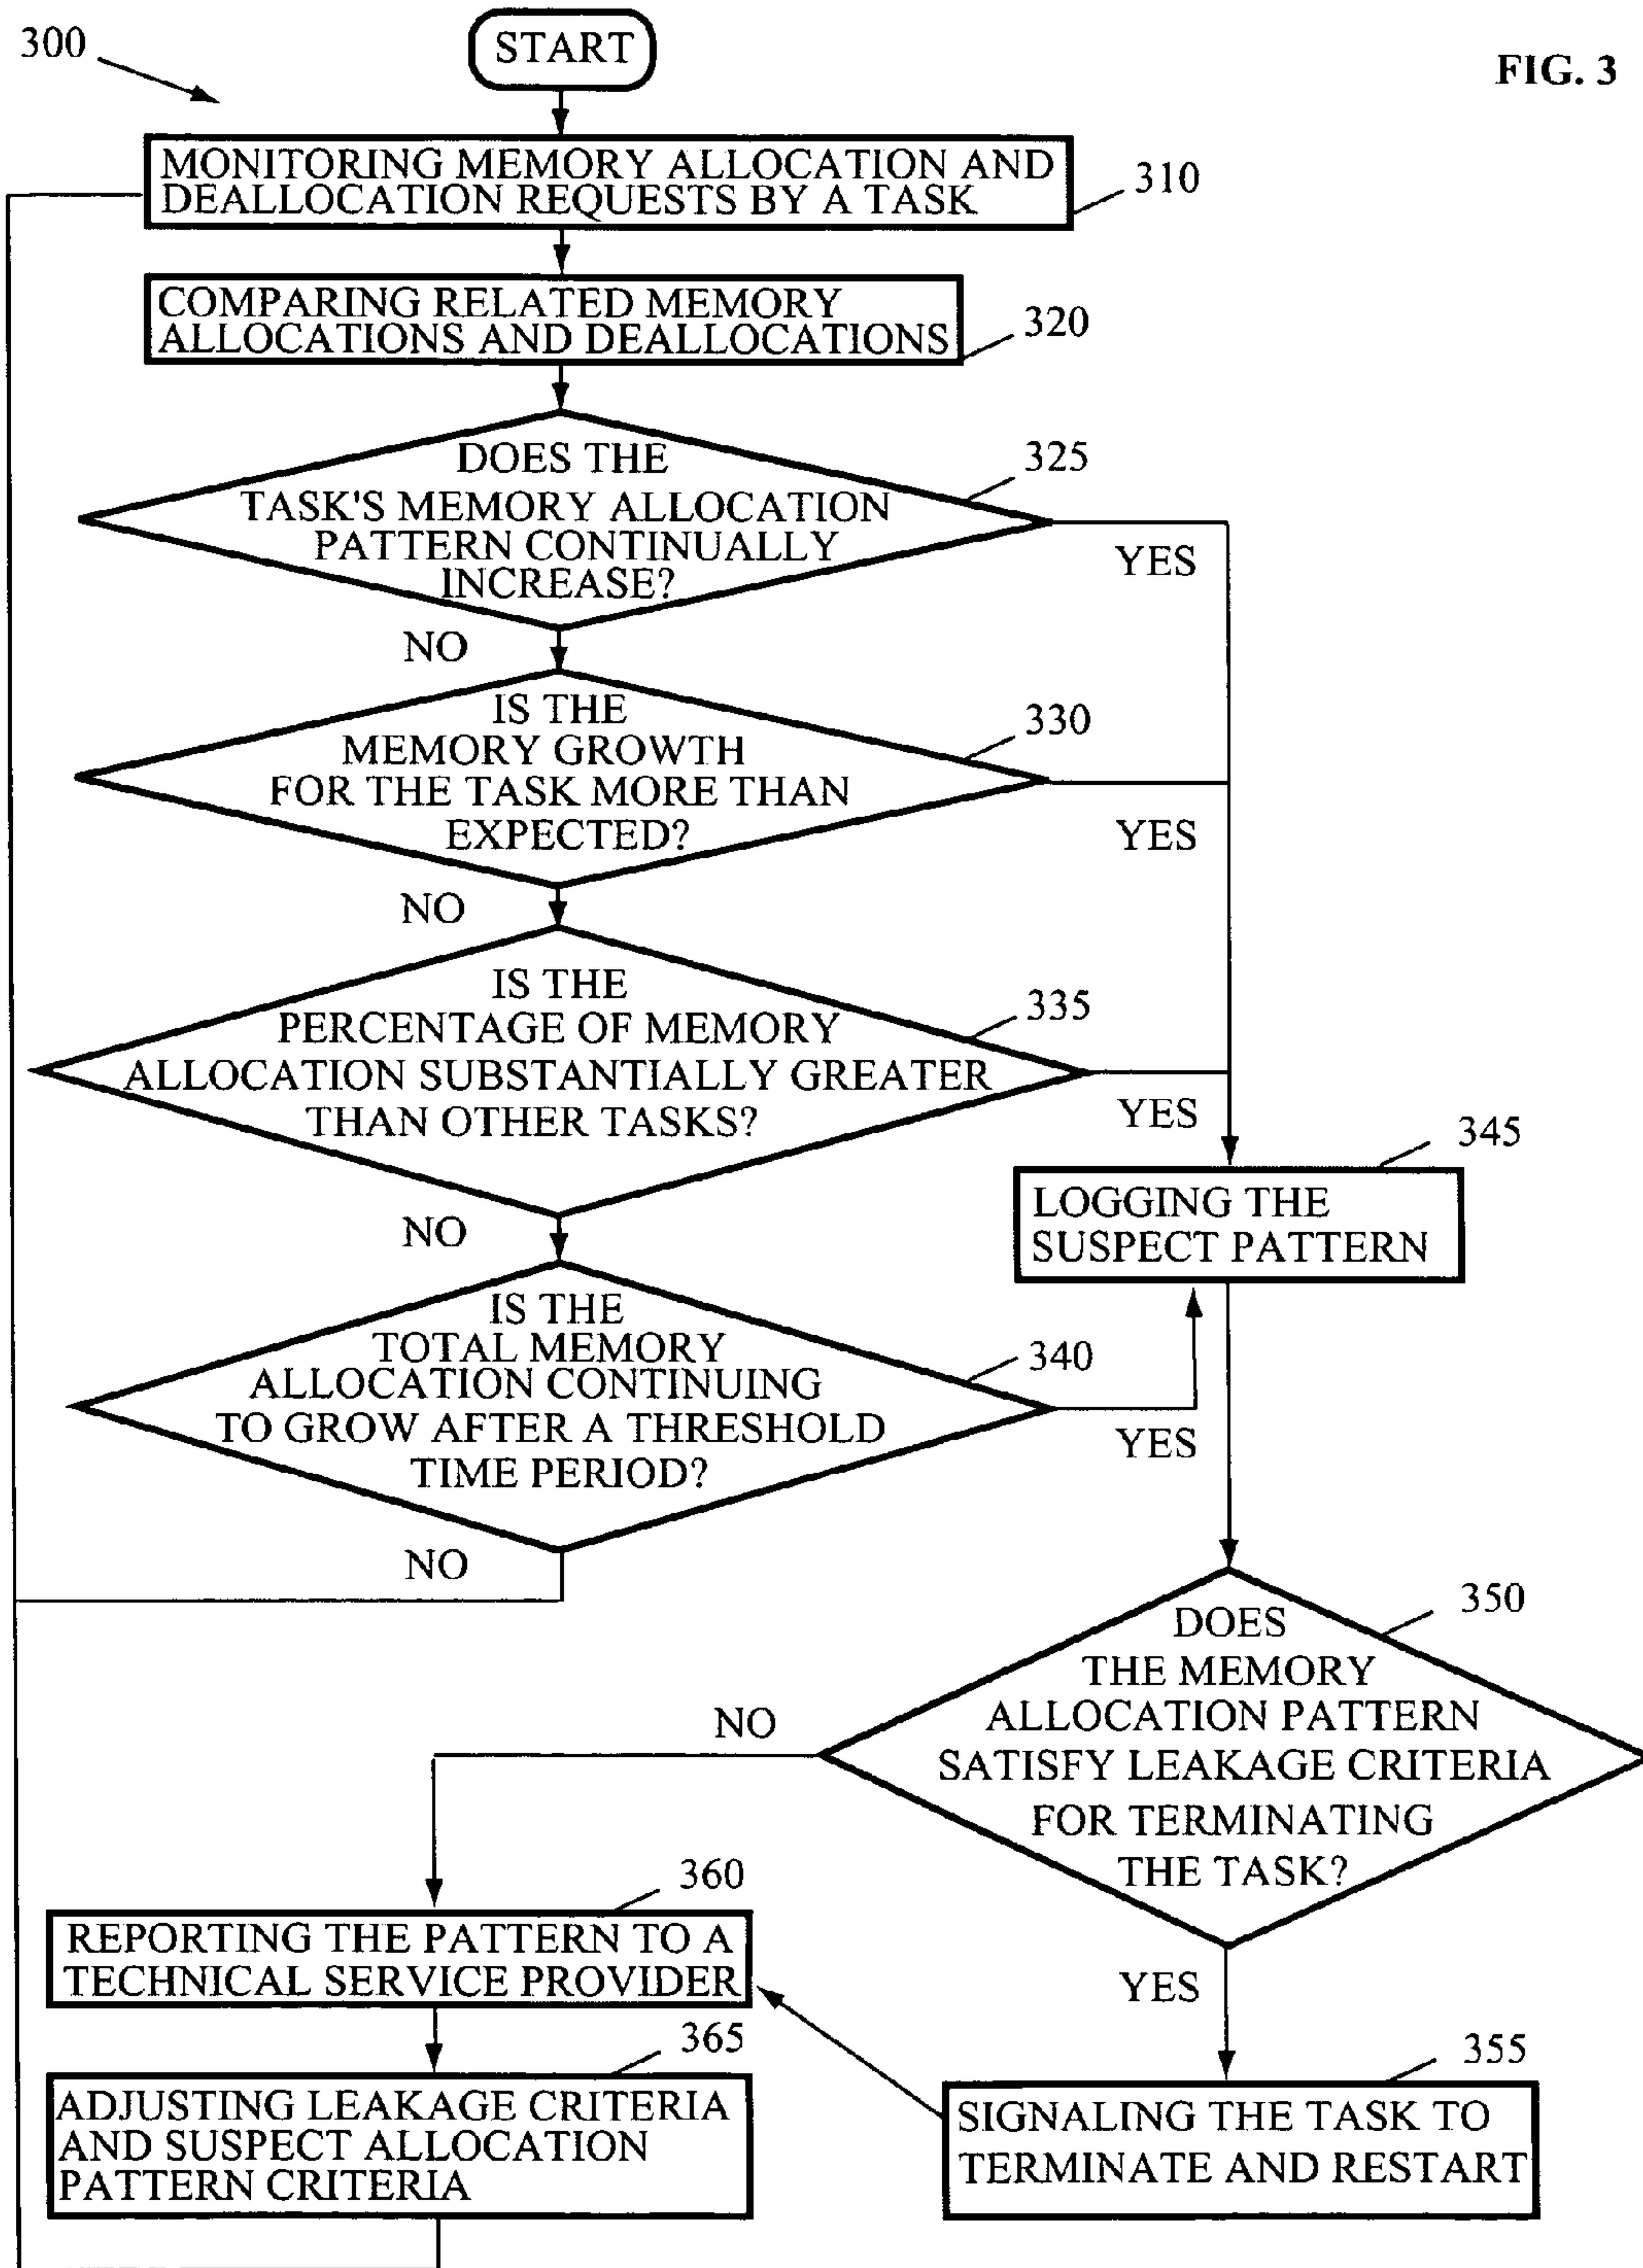 300
START
FIG. 3
MONITORING MEMORY ALLOCATION AND
DEALLOCATION REQUESTS BY A TASK
310
COMPARING RELATED MEMORY
ALLOCATIONS AND DEALLOCATIONS
320
DOES THE
TASK'S MEMORY ALLOCATION
PATTERN CONTINUALLY
INCREASE?
325
YES
NO
IS THE
MEMORY GROWTH
FOR THE TASK MORE THAN
EXPECTED?
330
YES
NO
IS THE
PERCENTAGE OF MEMORY
ALLOCATION SUBSTANTIALLY GREATER
THAN OTHER TASKS?
335
YES
NO
345
LOGGING THE
SUSPECT PATTERN
IS THE
TOTAL MEMORY
ALLOCATION CONTINUING
TO GROW AFTER A THRESHOLD
TIME PERIOD?
340
YES
NO
350
DOES
THE MEMORY
ALLOCATION PATTERN
SATISFY LEAKAGE CRITERIA
FOR TERMINATING
THE TASK?
NO
YES
360
REPORTING THE PATTERN TO A
TECHNICAL SERVICE PROVIDER
365
ADJUSTING LEAKAGE CRITERIA
AND SUSPECT ALLOCATION
PATTERN CRITERIA
355
SIGNALING THE TASK TO
TERMINATE AND RESTART